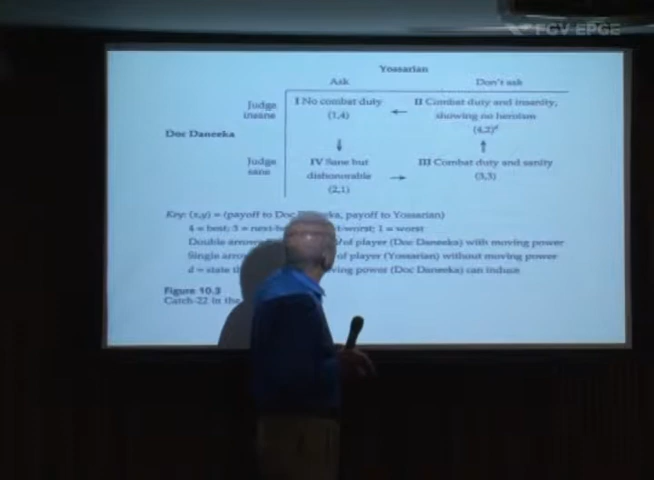 FGV EPGE
Yossarian
Ask Don't ask
Judge insane
I No combat duty
(1,4)
←
II Combat duty and insanity,
showing no heroism
(4,2)ᵈ
Doc Daneeka
↓ ↑
Judge sane
IV Sane but
dishonorable
(2,1)
→
III Combat duty and sanity
(3,3)
Key: (x,y) = (payoff to Doc Daneeka, payoff to Yossarian)
4 = best; 3 = next-worst; 1 = worst
Double arrow of player (Doc Daneeka) with moving power
Single arrow of player (Yossarian) without moving power
d = state power (Doc Daneeka) can induce
Figure 10.2
Catch-22 in the